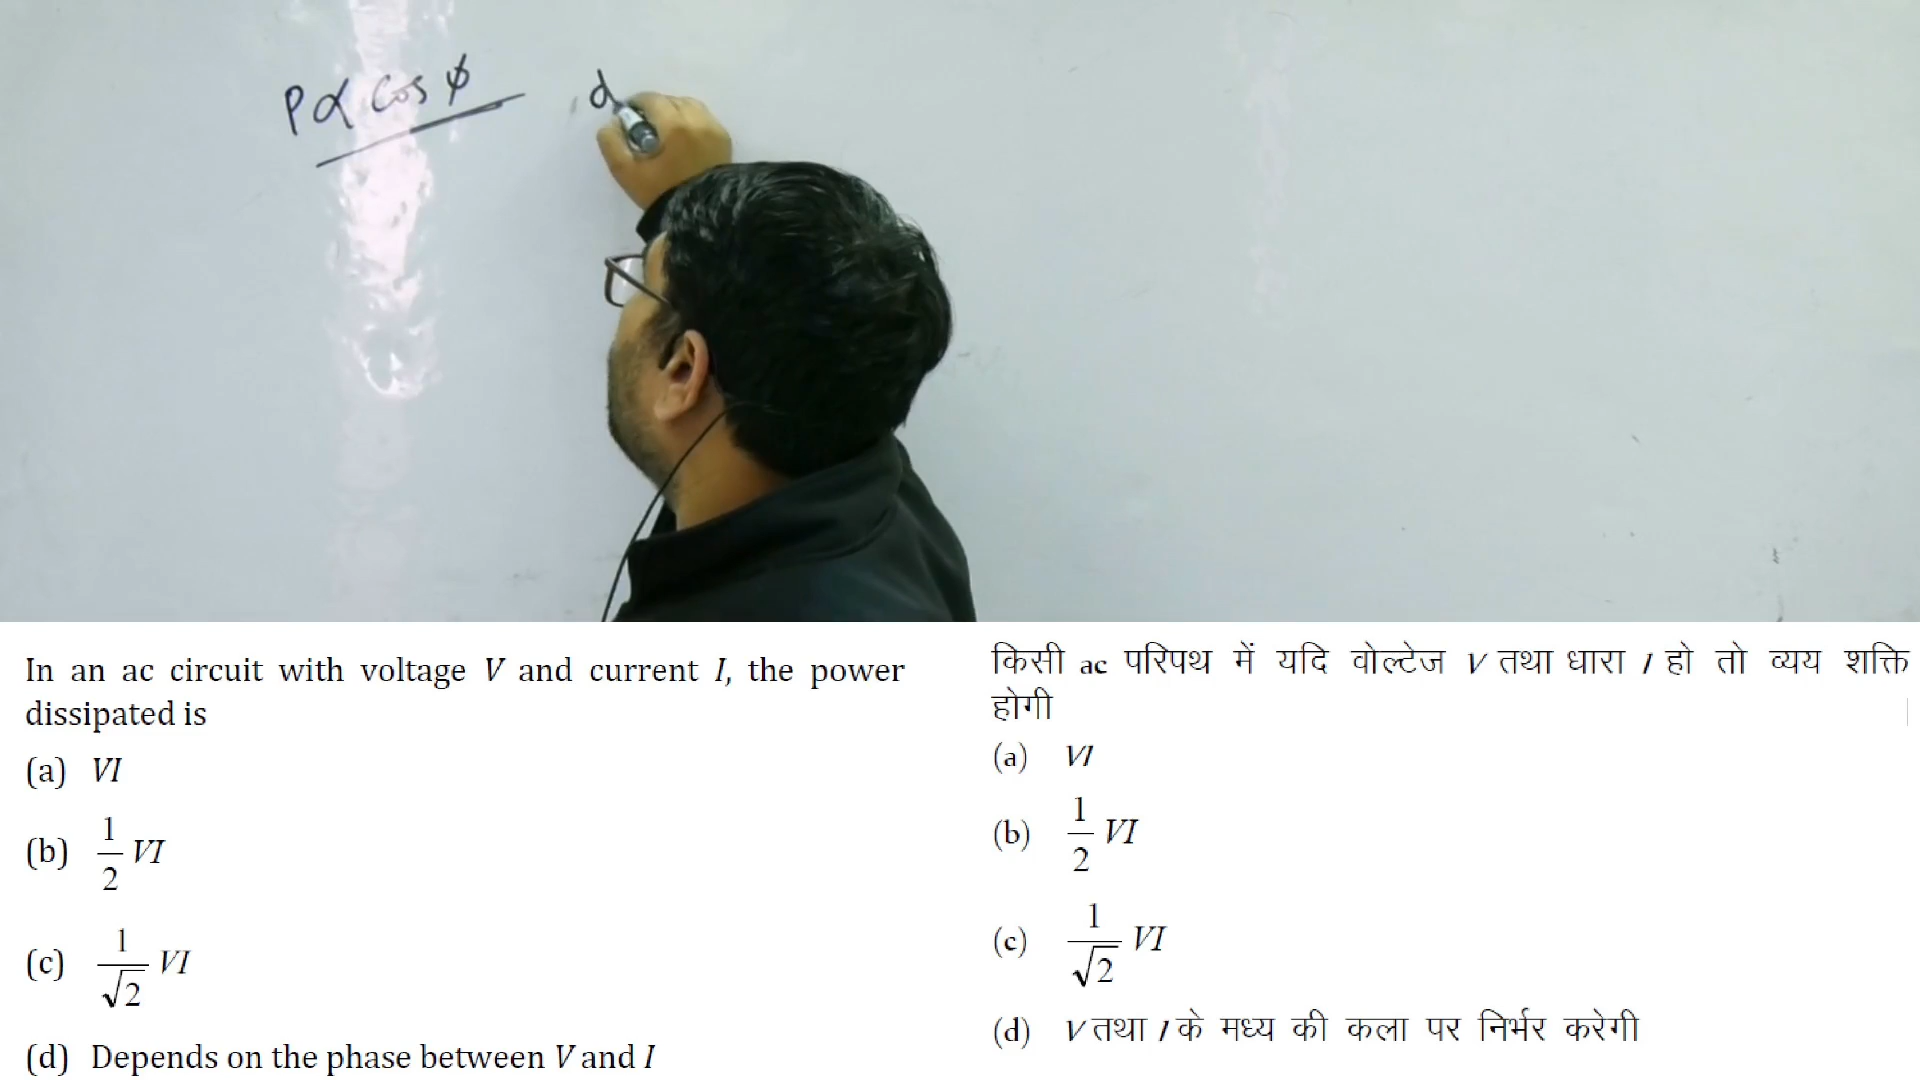 P α cos ϕ
d
In an ac circuit with voltage V and current I, the power
dissipated is
(a) VI
(b) 1/2 VI
(c) 1/√2 VI
(d) Depends on the phase between V and I
किसी ac परिपथ में यदि वोल्टेज V तथा धारा I हो तो व्यय शक्ति
होगी
(a) VI
(b) 1/2 VI
(c) 1/√2 VI
(d) V तथा I के मध्य की कला पर निर्भर करेगी